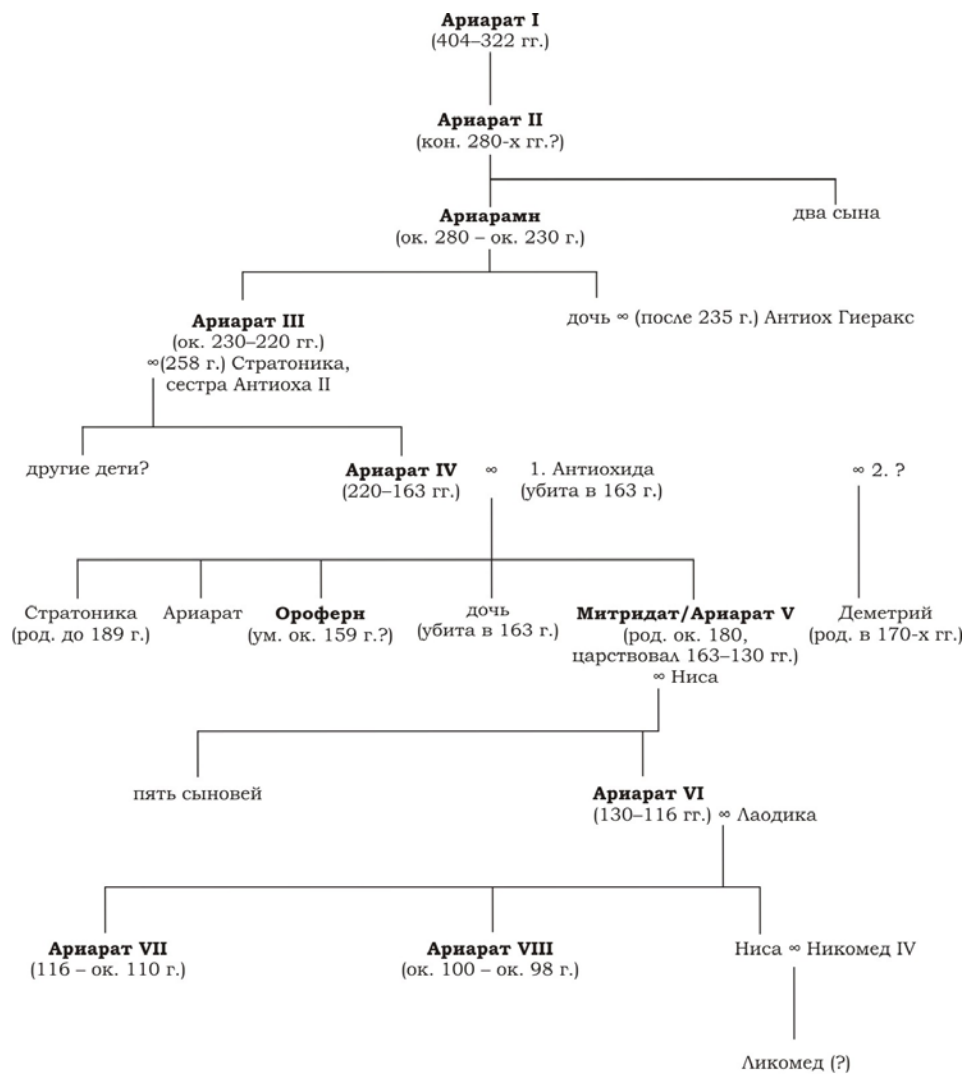 Ариарат I
(404–322 гг.)
Ариарат II
(кон. 280-х гг.?)
два сына
Ариарамн
(ок. 280 – ок. 230 г.)
Ариарат III
(ок. 230–220 гг.)
∞(258 г.) Стратоника,
сестра Антиоха II
дочь ∞ (после 235 г.) Антиох Гиеракс
другие дети?
Ариарат IV
(220–163 гг.)
∞
1. Антиохида
(убита в 163 г.)
∞ 2. ?
Стратоника
(род. до 189 г.)
Ариарат
Ороферн
(ум. ок. 159 г.?)
дочь
(убита в 163 г.)
Митридат/Ариарат V
(род. ок. 180,
царствовал 163–130 гг.)
∞ Ниса
Деметрий
(род. в 170-х гг.)
пять сыновей
Ариарат VI
(130–116 гг.) ∞ Лаодика
Ариарат VII
(116 – ок. 110 г.)
Ариарат VIII
(ок. 100 – ок. 98 г.)
Ниса ∞ Никомед IV
Ликомед (?)